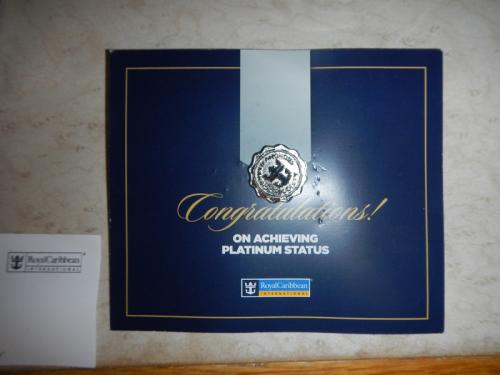 Congratulations!
ON ACHIEVING
PLATINUM STATUS
RoyalCaribbean
INTERNATIONAL
RoyalCaribbean
INTERNATIONAL